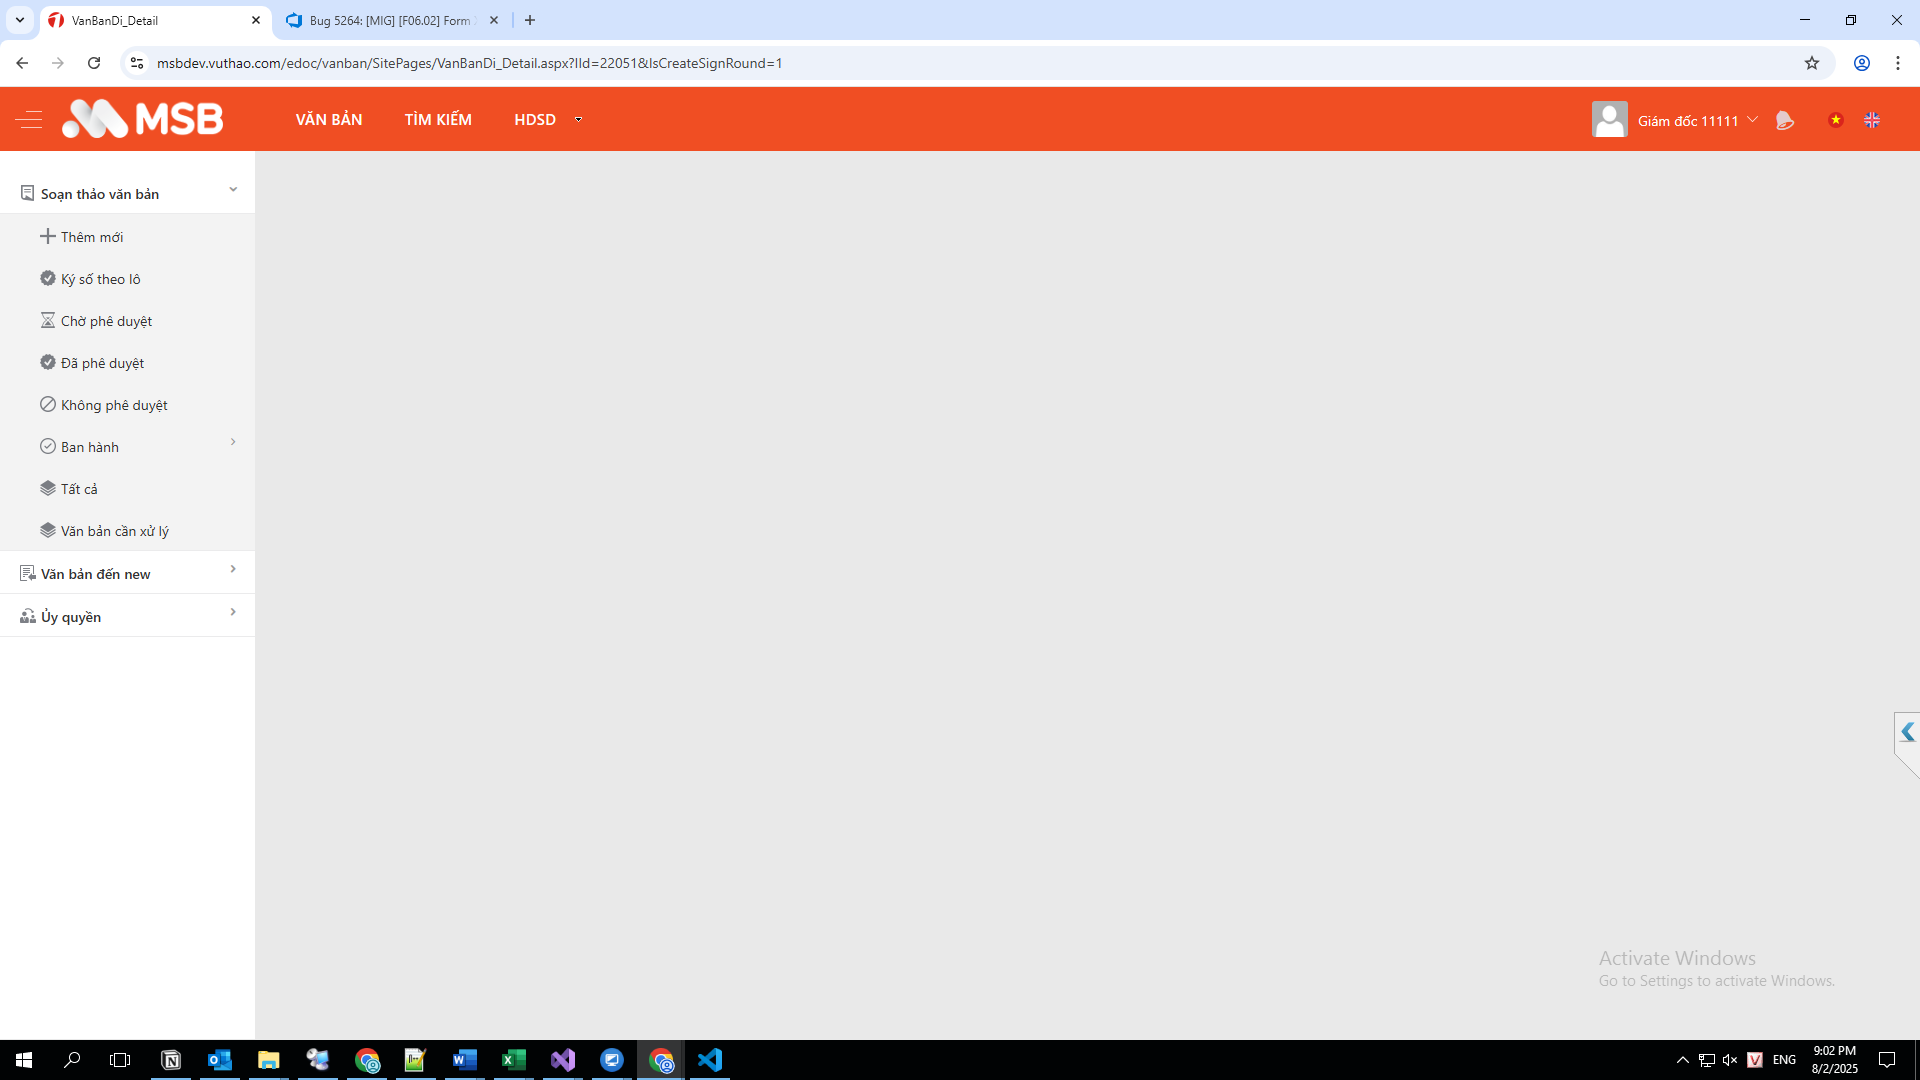 VanBanDi_Detail
Bug 5264: [MIG] [F06.02] Form
msbdev.vuthao.com/edoc/vanban/SitePages/VanBanDi_Detail.aspx?IId=22051&IsCreateSignRound=1
MSB
VĂN BẢN
TÌM KIẾM
HDSD
Giám đốc 11111
Soạn thảo văn bản
Thêm mới
Ký số theo lô
Chờ phê duyệt
Đã phê duyệt
Không phê duyệt
Ban hành
Tất cả
Văn bản cần xử lý
Văn bản đến new
Ủy quyền
Activate Windows
Go to Settings to activate Windows.
ENG
9:02 PM
8/2/2025